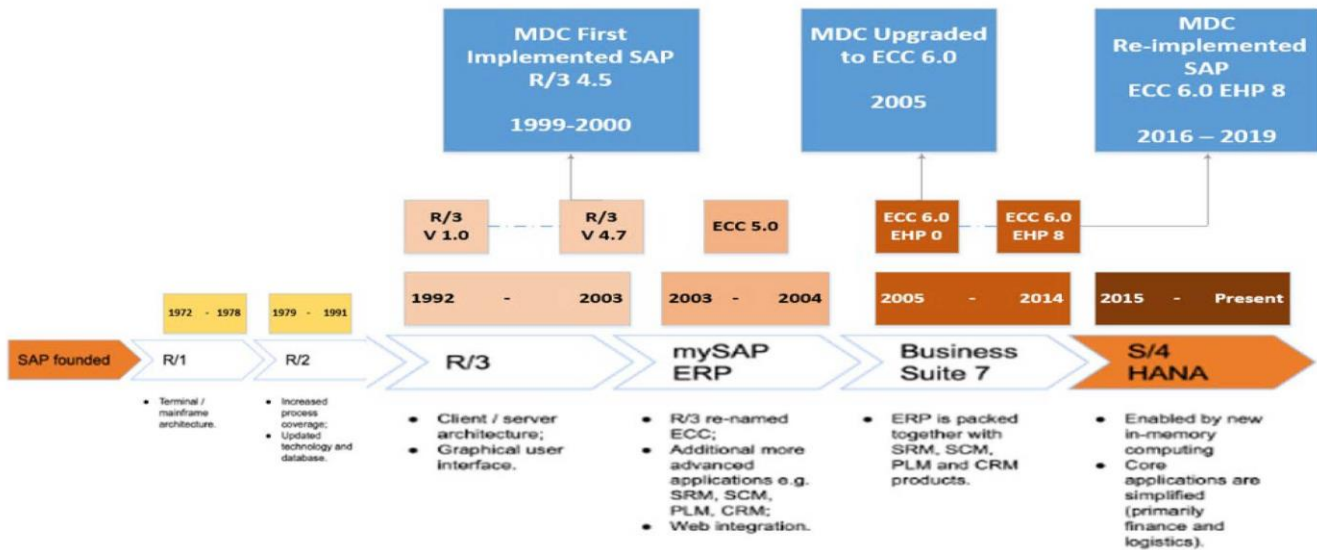 MDC First
Implemented SAP
R/3 4.5
1999-2000
MDC Upgraded
to ECC 6.0
2005
MDC
Re-implemented
SAP
ECC 6.0 EHP 8
2016 – 2019
R/3
V 1.0
R/3
V 4.7
ECC 5.0
ECC 6.0
EHP 0
ECC 6.0
EHP 8
1972 - 1978
1979 - 1991
1992 - 2003
2003 - 2004
2005 - 2014
2015 - Present
SAP founded
R/1
R/2
R/3
mySAP
ERP
Business
Suite 7
S/4
HANA
• Terminal /
mainframe
architecture.
• Increased
process
coverage;
• Updated
technology and
database.
• Client / server
architecture;
• Graphical user
interface.
• R/3 re-named
ECC;
• Additional more
advanced
applications e.g.
SRM, SCM,
PLM, CRM;
• Web integration.
• ERP is packed
together with
SRM, SCM,
PLM and CRM
products.
• Enabled by new
in-memory
computing
• Core
applications are
simplified
(primarily
finance and
logistics).